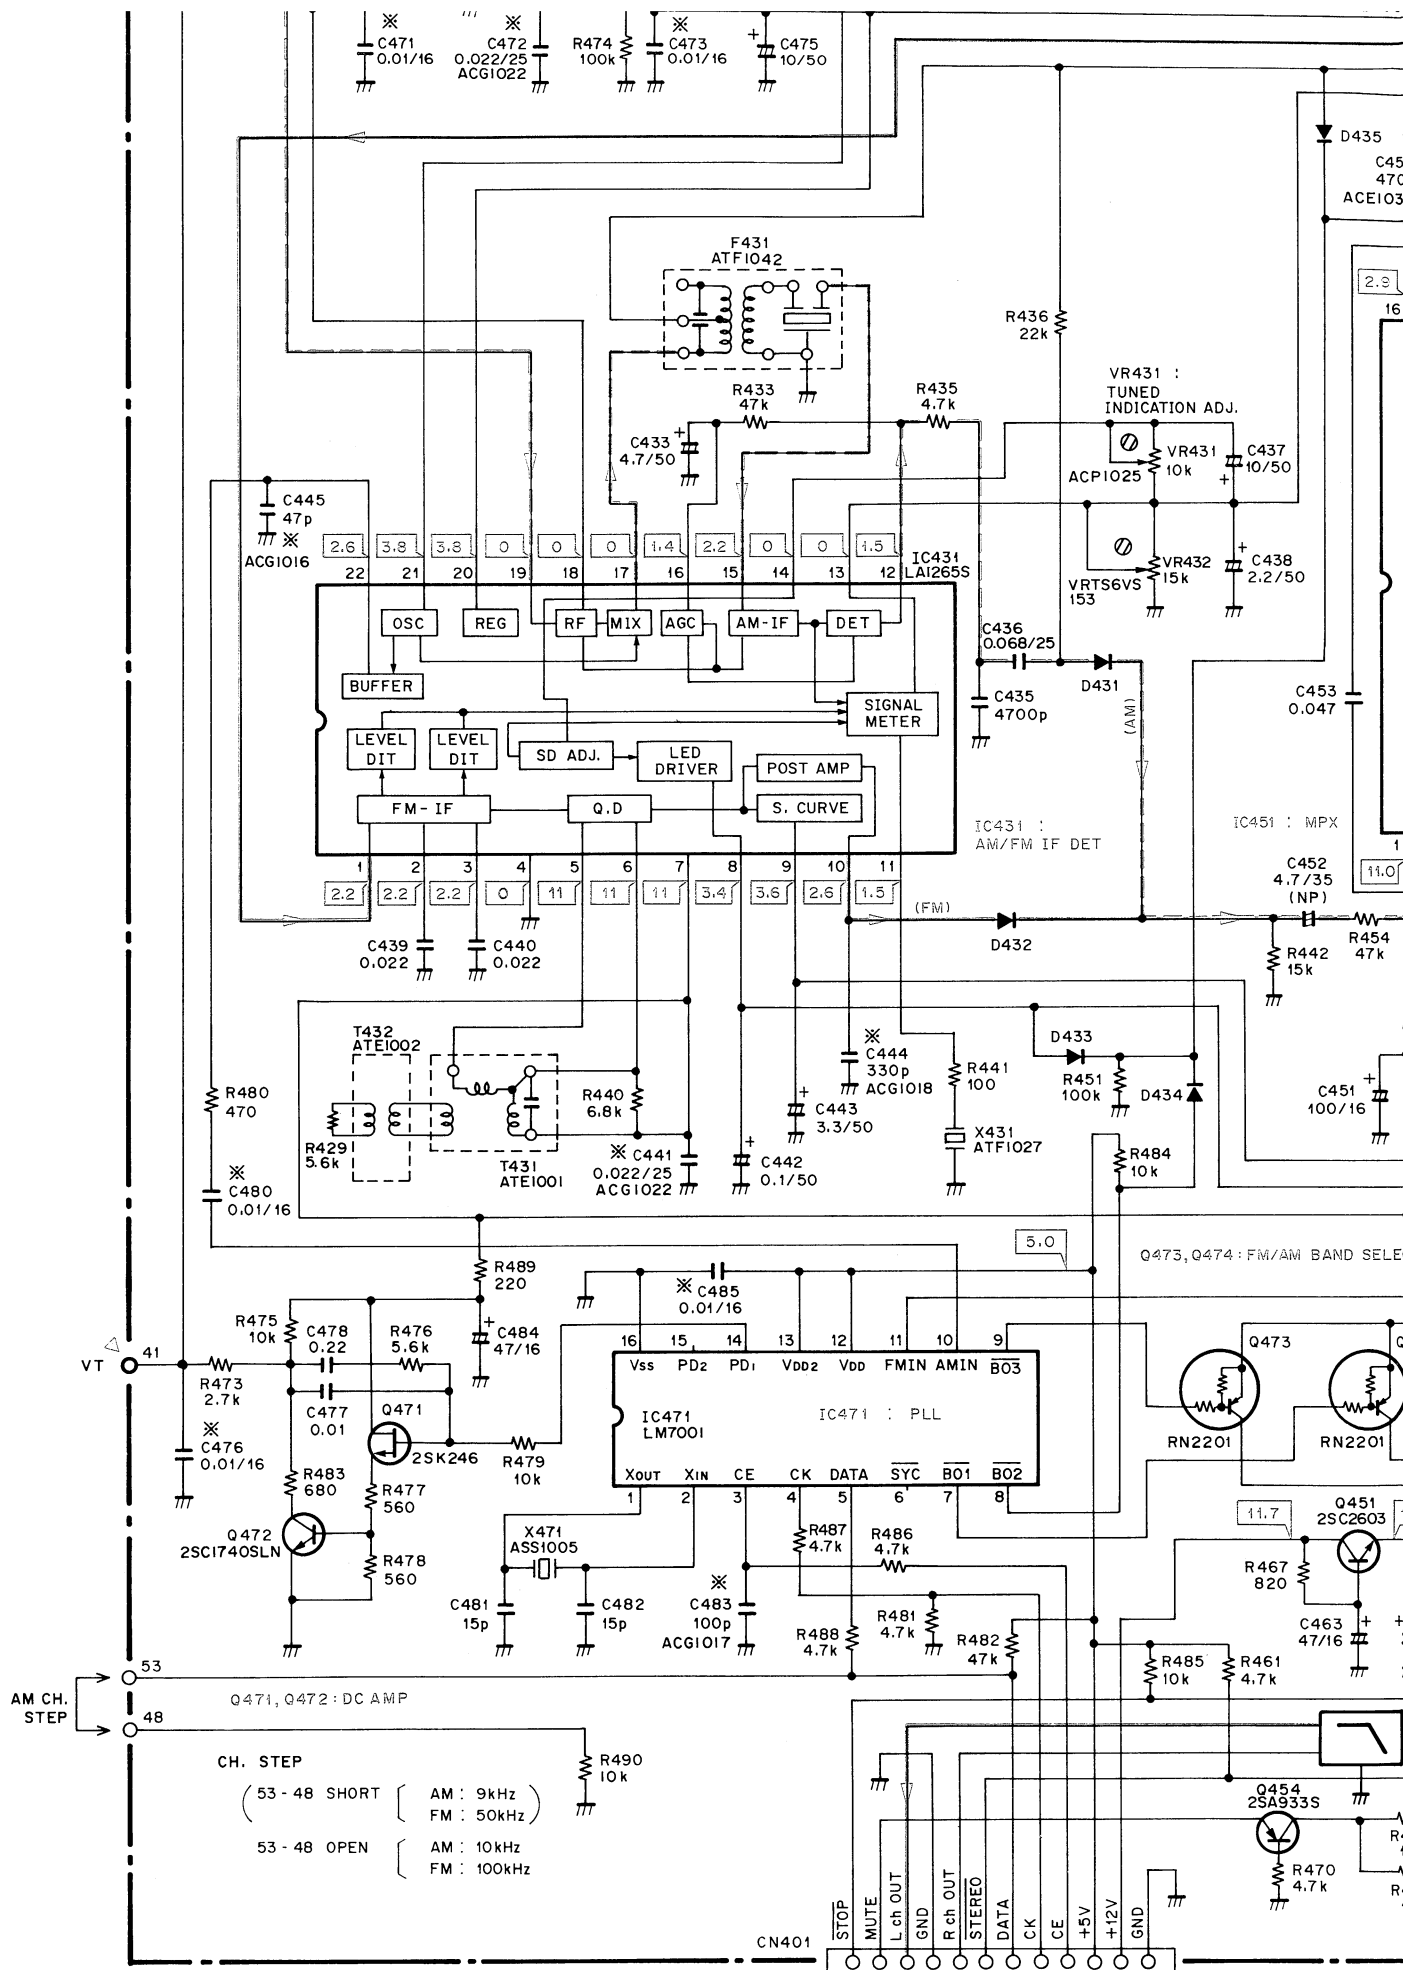 ※
C471
0.01/16
※
C472
0.022/25
ACG1022
R474
100k
※
C473
0.01/16
+
C475
10/50
D435
ACE103
F431
ATF1042
2.9
16
R436
22k
R433
47k
R435
4.7k
VR431 :
TUNED
INDICATION ADJ.
+
C433
4.7/50
ACP1025
VR431
10k
C437
10/50
+
C445
47p
※
ACG1016
2.6 3.8 3.8 0 0 0 1.4 2.2 0 0 1.5
22 21 20 19 18 17 16 15 14 13 12
IC431
LA1265S
VRTS6VS
153
VR432
15k
+
C438
2.2/50
OSC REG RF MIX AGC AM-IF DET
BUFFER
SIGNAL
METER
C436
0.068/25
D431
C435
4700p
(AM)
C453
0.047
LEVEL
DIT
LEVEL
DIT
SD ADJ.
LED
DRIVER
POST AMP
FM-IF
Q.D
S. CURVE
IC431 :
AM/FM IF DET
IC451 : MPX
1
11.0
1 2 3 4 5 6 7 8 9 10 11
2.2 2.2 2.2 0 11 11 11 3.4 3.6 2.6 1.5
(FM)
D432
C452
4.7/35
(NP)
R442
15k
R454
47k
C439
0.022
C440
0.022
T432
ATE1002
R429
5.6k
T431
ATE1001
R440
6.8k
※ C441
0.022/25
ACG1022
+
C442
0.1/50
+
C443
3.3/50
※
C444
330p
ACG1018
R441
100
X431
ATF1027
D433
R451
100k
D434
R484
10k
+
C451
100/16
R480
470
※
C480
0.01/16
5.0
Q473, Q474 : FM/AM BAND SELE
R489
220
※ C485
0.01/16
R475
10k
C478
0.22
R476
5.6k
+
C484
47/16
VT
41
R473
2.7k
C477
0.01
Q471
2SK246
R479
10k
16 15 14 13 12 11 10 9
VSS PD2 PD1 VDD2 VDD FMIN AMIN BO3
IC471
LM7001
IC471 : PLL
XOUT XIN CE CK DATA SYC BO1 BO2
1 2 3 4 5 6 7 8
Q473
RN2201
RN2201
※
C476
0.01/16
R483
680
R477
560
Q472
2SC1740SLN
R478
560
X471
ASS1005
C481
15p
C482
15p
※
C483
100p
ACG1017
R487
4.7k
R486
4.7k
R488
4.7k
R481
4.7k
R482
47k
11.7
Q451
2SC2603
R467
820
C463
47/16
+
R485
10k
R461
4.7k
53
AM CH.
STEP
48
Q471, Q472 : DC AMP
R490
10k
CH. STEP
53-48 SHORT AM : 9kHz
FM : 50kHz
53-48 OPEN AM : 10kHz
FM : 100kHz
Q454
2SA933S
R470
4.7k
CN401
STOP
MUTE
L ch OUT
GND
R ch OUT
STEREO
DATA
CK
CE
+5V
+12V
GND